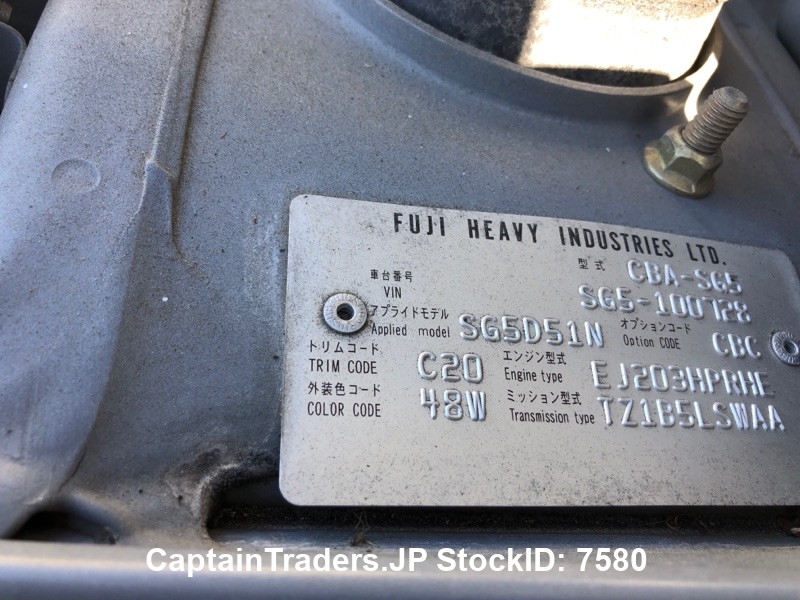 FUJI HEAVY INDUSTRIES LTD.
型式 CBA-SG5
車台番号
VIN SG5-100728
アプライドモデル
Applied model SG5D51N オプションコード
Option CODE CBC
トリムコード
TRIM CODE C20 エンジン型式
Engine type EJ203HPRHE
外装色コード
COLOR CODE 48W ミッション型式
Transmission type TZ1B5LSWAA
CaptainTraders.JP StockID: 7580